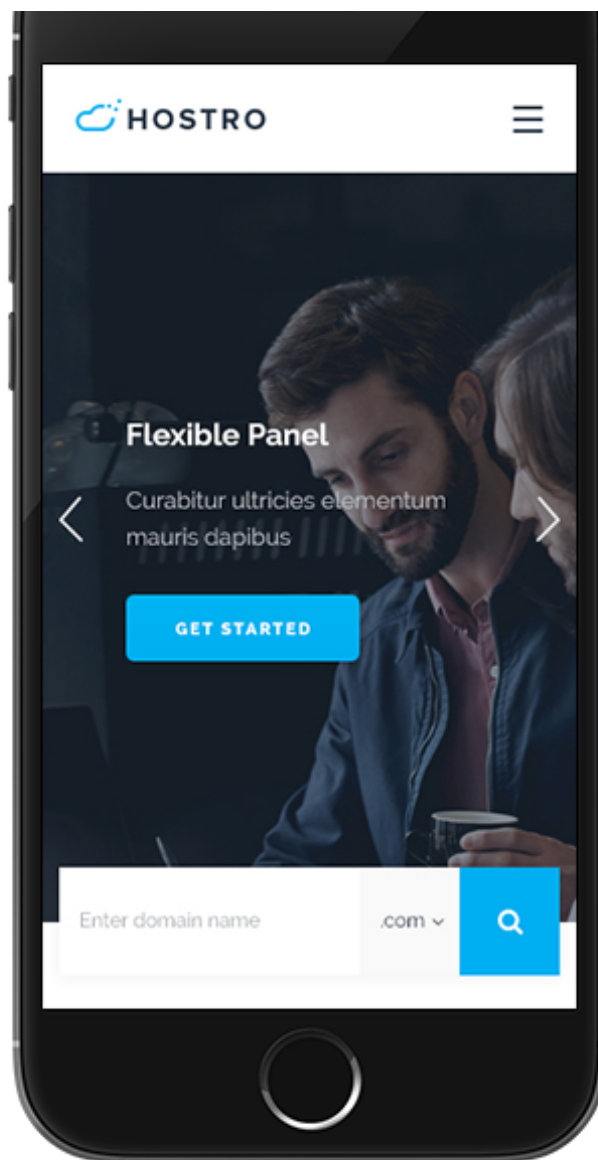 HOSTRO
Flexible Panel
Curabitur ultricies elementum
mauris dapibus
GET STARTED
Enter domain name
.com